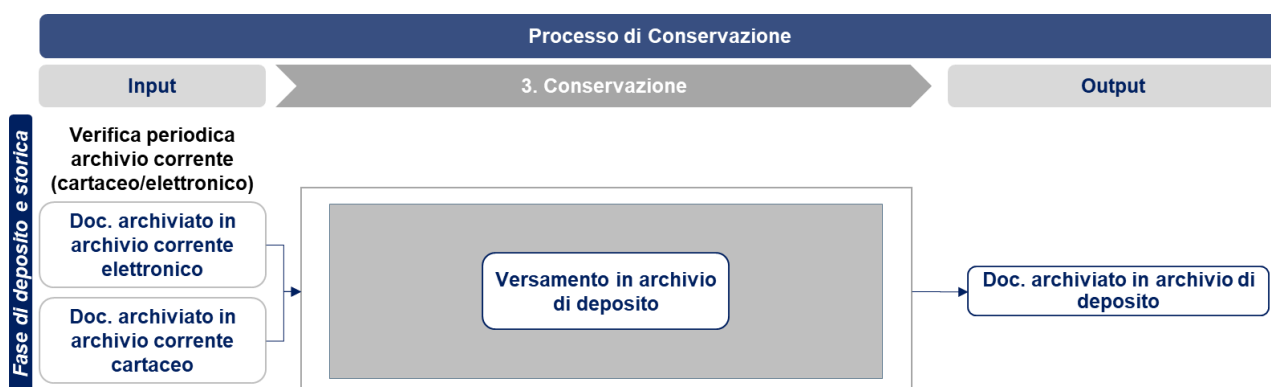 Processo di Conservazione
Input
3. Conservazione
Output
Fase di deposito e storica
Verifica periodica
archivio corrente
(cartaceo/elettronico)
Doc. archiviato in
archivio corrente
elettronico
Doc. archiviato in
archivio corrente
cartaceo
Versamento in archivio
di deposito
Doc. archiviato in archivio di
deposito